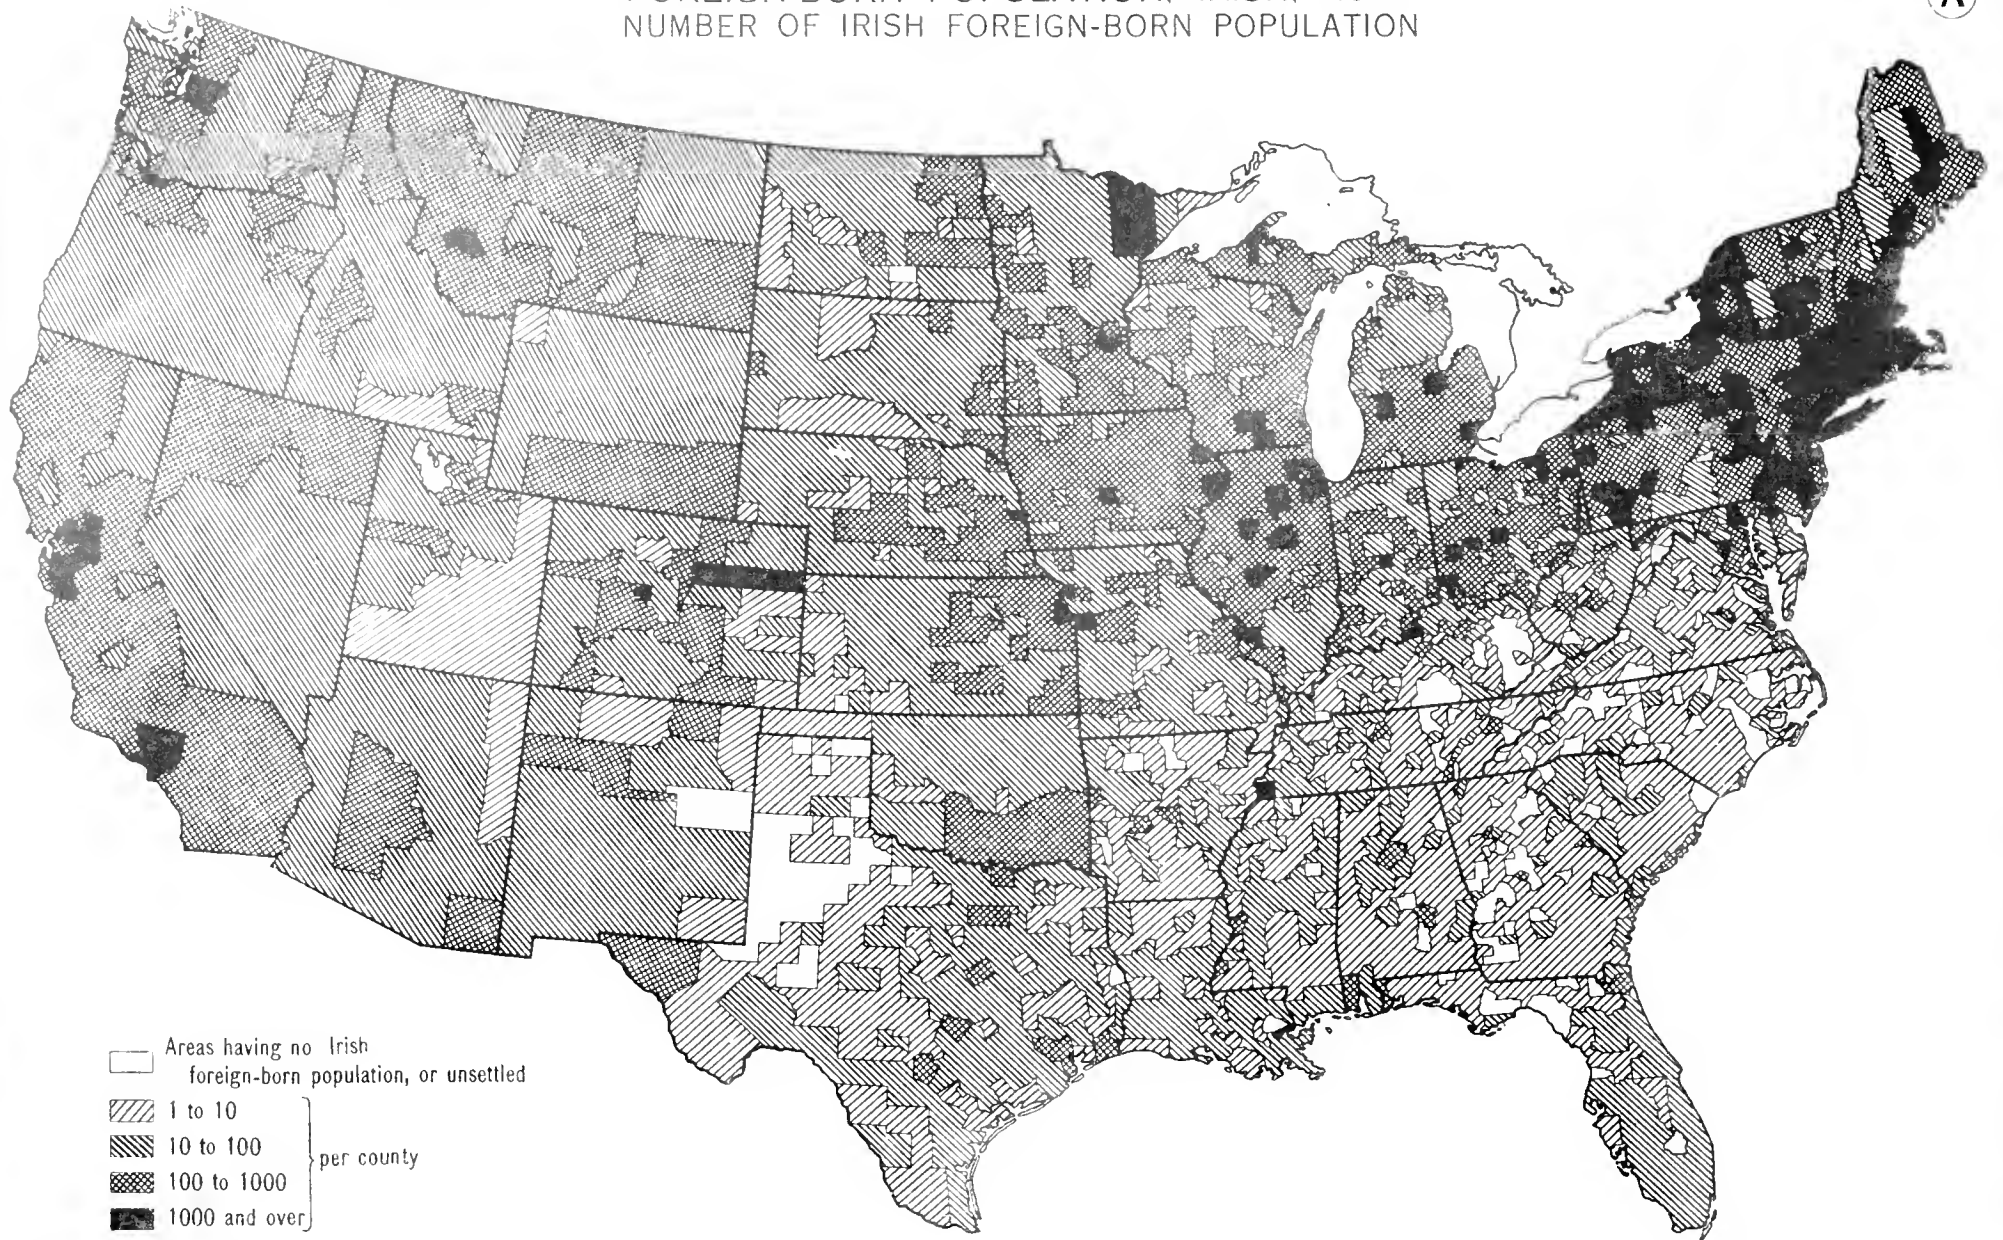 NUMBER OF IRISH FOREIGN-BORN POPULATION
A
Areas having no Irish
foreign-born population, or unsettled
1 to 10
10 to 100
100 to 1000
1000 and over
per county